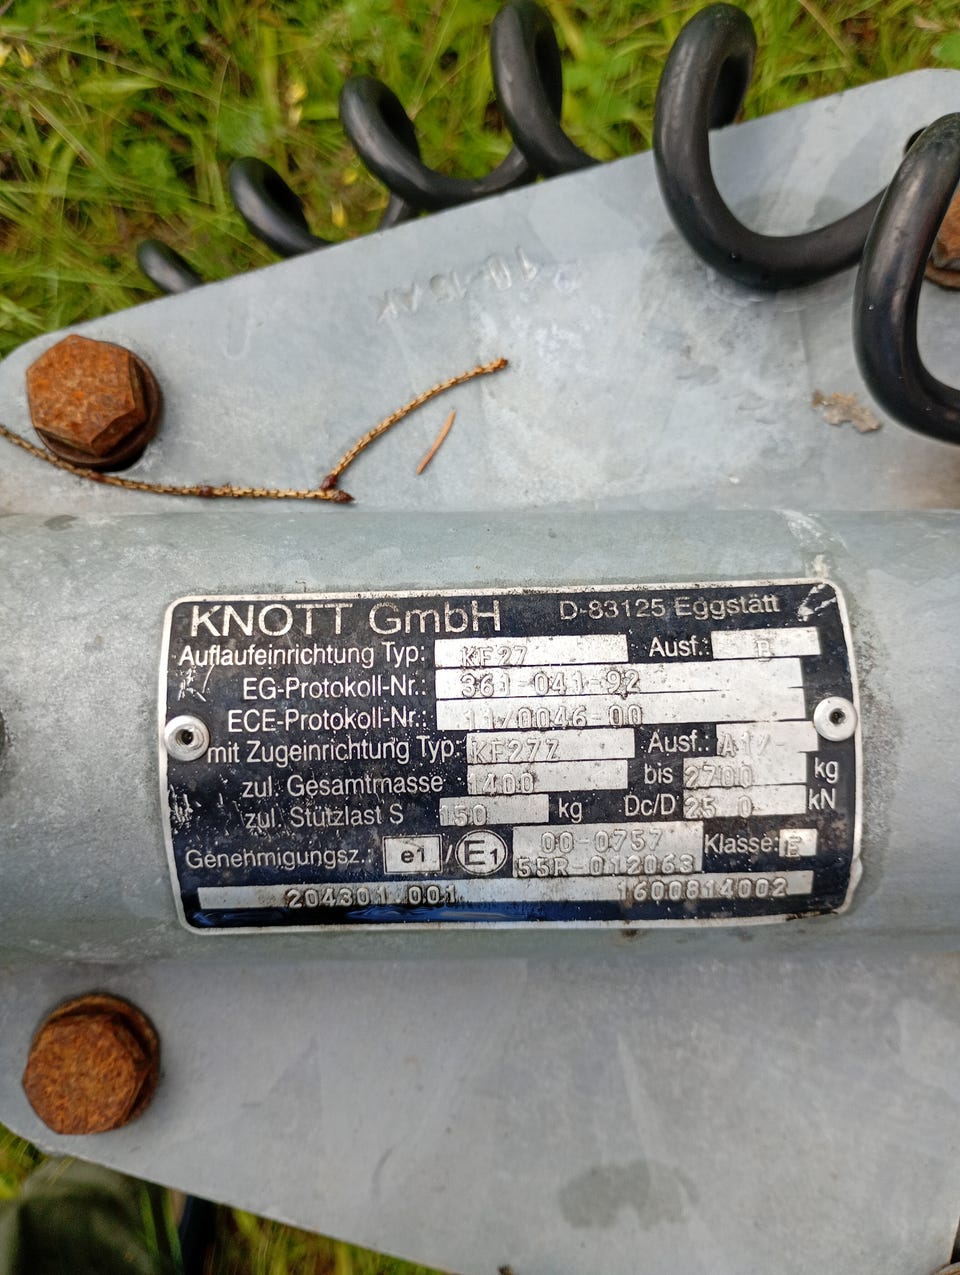 KNOTT GmbH D-83125 Eggstätt
Auflaufeinrichtung Typ: KF27 Ausf.: B
EG-Protokoll-Nr.: 361-041-92
ECE-Protokoll-Nr.: 11/0046-00
mit Zugeinrichtung Typ: KF27Z Ausf.: A1/-
zul. Gesamtmasse 1400 bis 2700 kg
zul. Stützlast S 150 kg Dc/D 25.0 kN
Genehmigungsz.: e1 / E1 00-0757 Klasse: E
55R-012063
204301.001 1600814002